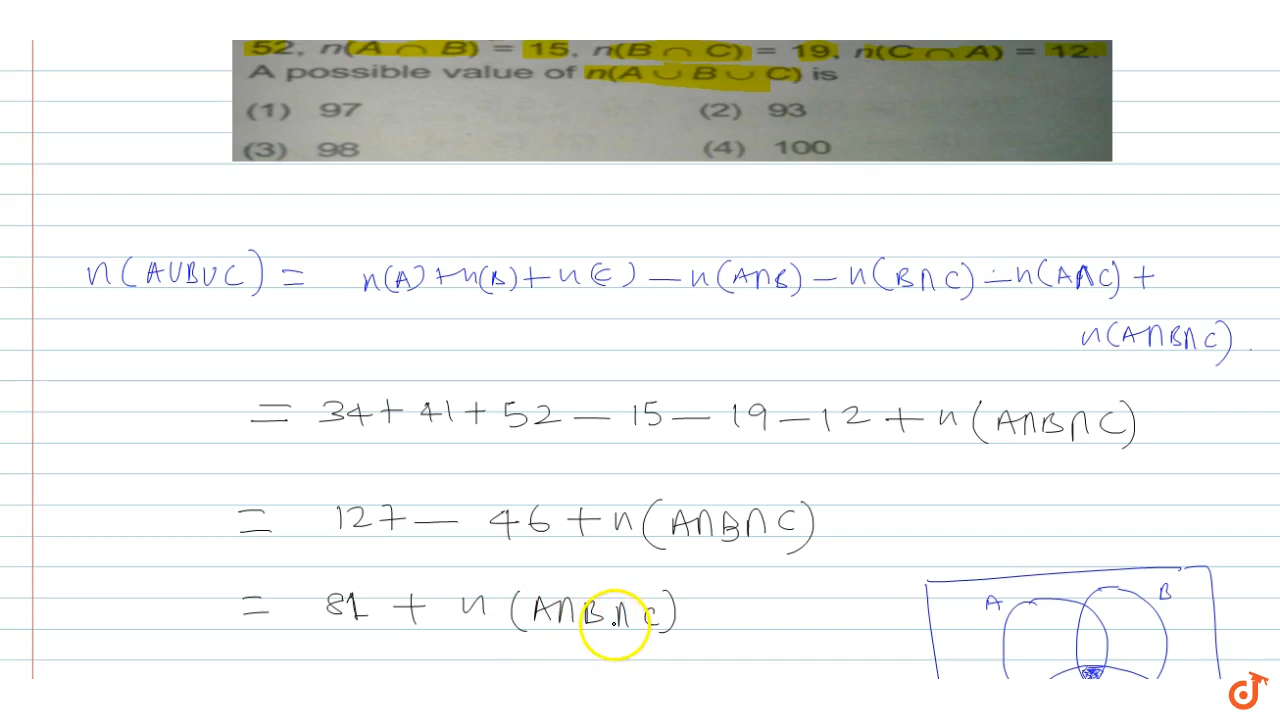 52, n(A ∩ B) = 15, n(B ∩ C) = 19, n(C ∩ A) = 12.
A possible value of n(A ∪ B ∪ C) is
(1) 97 (2) 93
(3) 98 (4) 100
n(A∪B∪C) = n(A) + n(B) + n(C) – n(A∩B) – n(B∩C) – n(A∩C) +
n(A∩B∩C).
= 34 + 41 + 52 – 15 – 19 – 12 + n(A∩B∩C)
= 127 – 46 + n(A∩B∩C)
= 81 + n(A∩B∩C)
A B